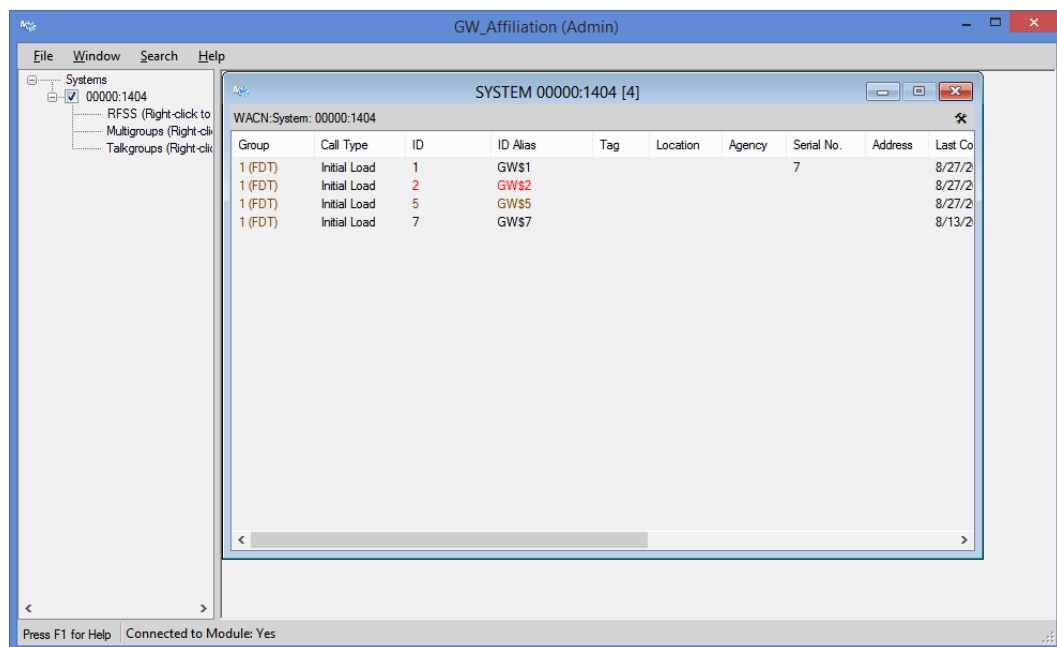 GW_Affiliation (Admin)
File Window Search Help
Systems
00000:1404
RFSS (Right-click to
Multigroups (Right-cli
Talkgroups (Right-clic
SYSTEM 00000:1404 [4]
WACN:System: 00000:1404
Group Call Type ID ID Alias Tag Location Agency Serial No. Address Last Co
1 (FDT) Initial Load 1 GW$1 7 8/27/2
1 (FDT) Initial Load 2 GW$2 8/27/2
1 (FDT) Initial Load 5 GW$5 8/27/2
1 (FDT) Initial Load 7 GW$7 8/13/2
Press F1 for Help Connected to Module: Yes